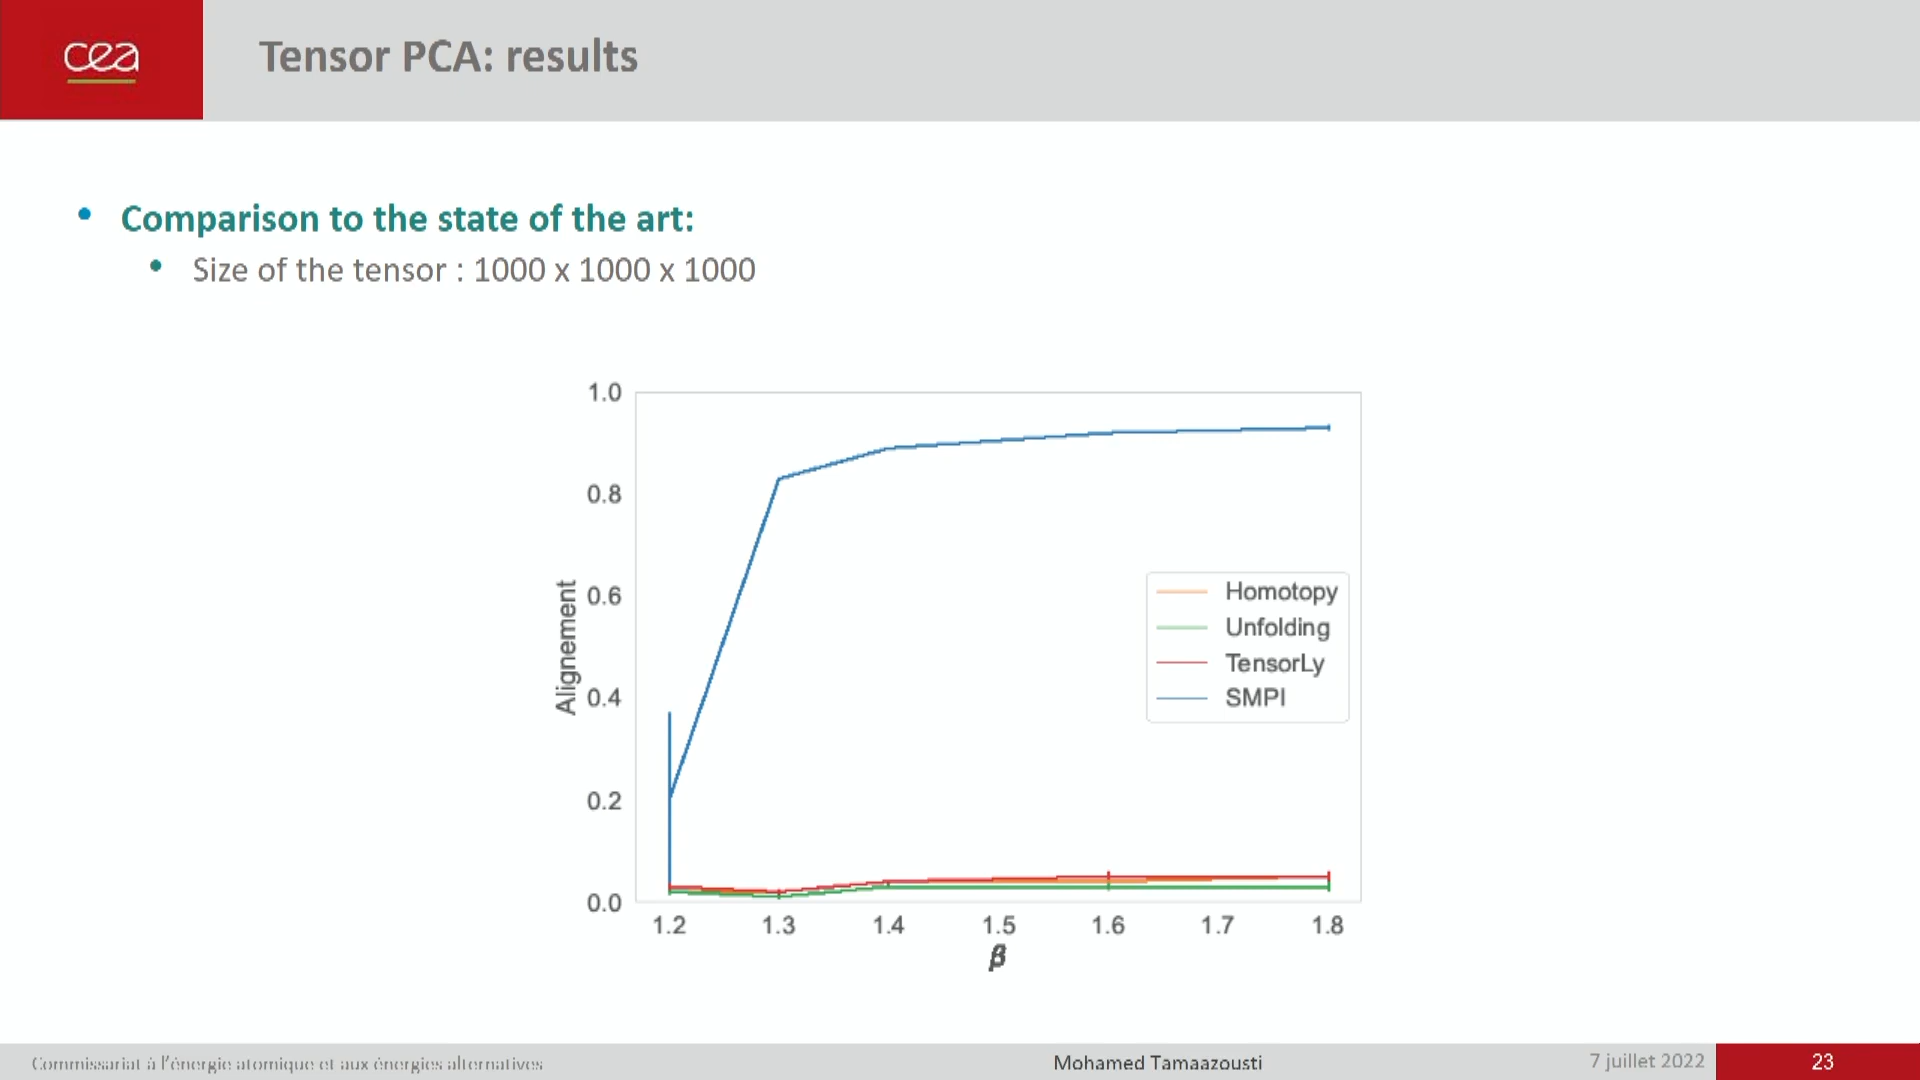 cea
Tensor PCA: results
• Comparison to the state of the art:
• Size of the tensor : 1000 x 1000 x 1000
1.0
0.8
0.6
0.4
0.2
0.0
Alignement
Homotopy
Unfolding
TensorLy
SMPI
1.2 1.3 1.4 1.5 1.6 1.7 1.8
β
Commissariat à l'énergie atomique et aux énergies alternatives
Mohamed Tamaazousti
7 juillet 2022
23